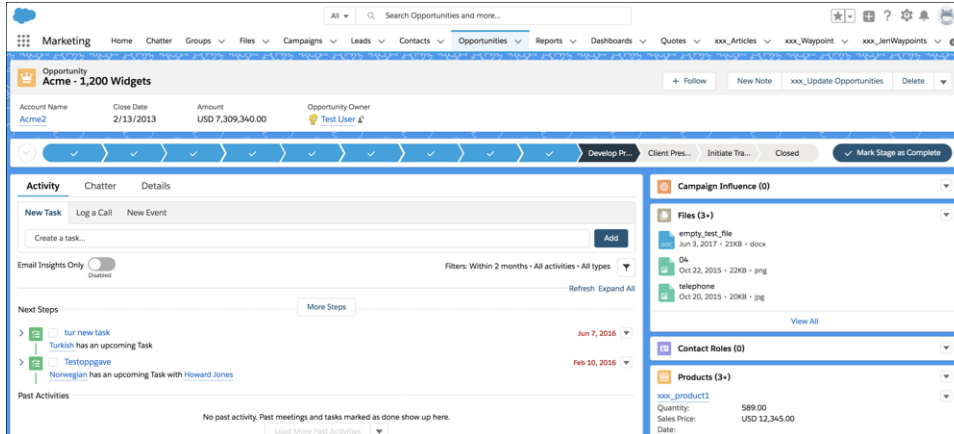 All Search Opportunities and more...
Marketing Home Chatter Groups Files Campaigns Leads Contacts Opportunities Reports Dashboards Quotes xxx_Articles xxx_Waypoint xxx_JenWaypoints
Opportunity
Acme - 1,200 Widgets
+ Follow New Note xxx_Update Opportunities Delete
Account Name Close Date Amount Opportunity Owner
Acme2 2/13/2013 USD 7,309,340.00 Test User
Develop Pr... Client Pres... Initiate Tra... Closed Mark Stage as Complete
Activity Chatter Details
New Task Log a Call New Event
Create a task... Add
Email Insights Only
Disabled
Filters: Within 2 months • All activities • All types
Refresh Expand All
Next Steps More Steps
tur new task Jun 7, 2016
Turkish has an upcoming Task
Testoppgave Feb 10, 2016
Norwegian has an upcoming Task with Howard Jones
Past Activities
No past activity. Past meetings and tasks marked as done show up here.
Load More Past Activities
Campaign Influence (0)
Files (3+)
empty_test_file
Jun 3, 2017 • 21KB • docx
04
Oct 22, 2015 • 22KB • png
telephone
Oct 20, 2015 • 20KB • jpg
View All
Contact Roles (0)
Products (3+)
xxx_product1
Quantity: 589.00
Sales Price: USD 12,345.00
Date: